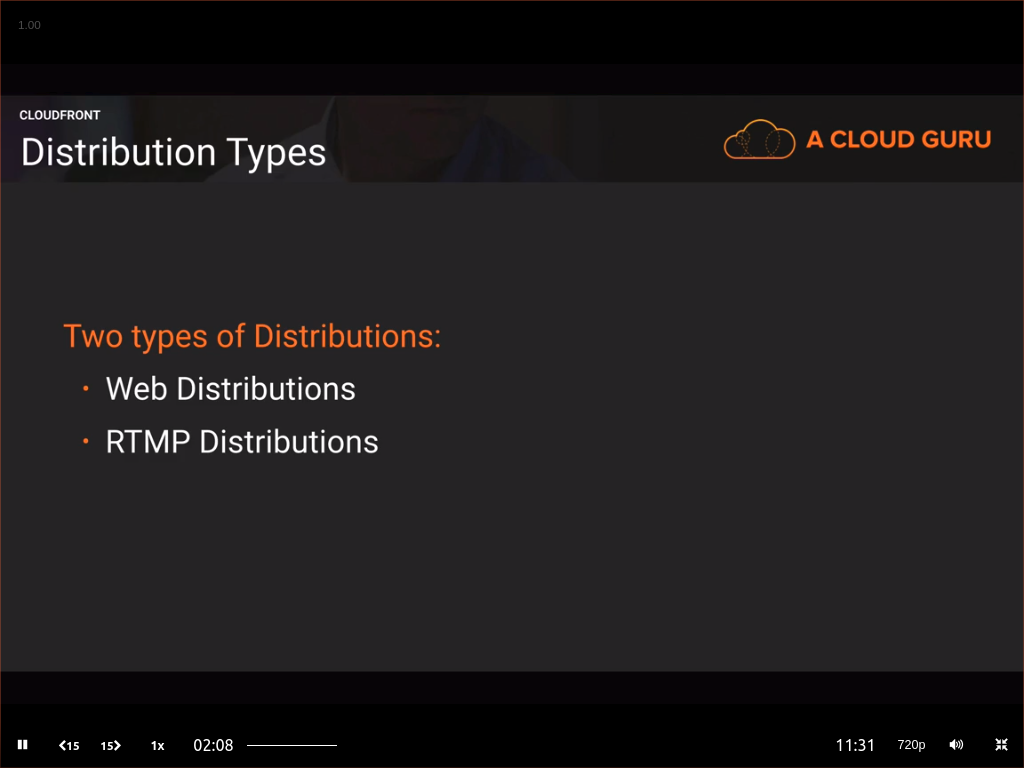 1.00
CLOUDFRONT
Distribution Types
A CLOUD GURU
Two types of Distributions:
• Web Distributions
• RTMP Distributions
15 15 1x 02:08 11:31 720p